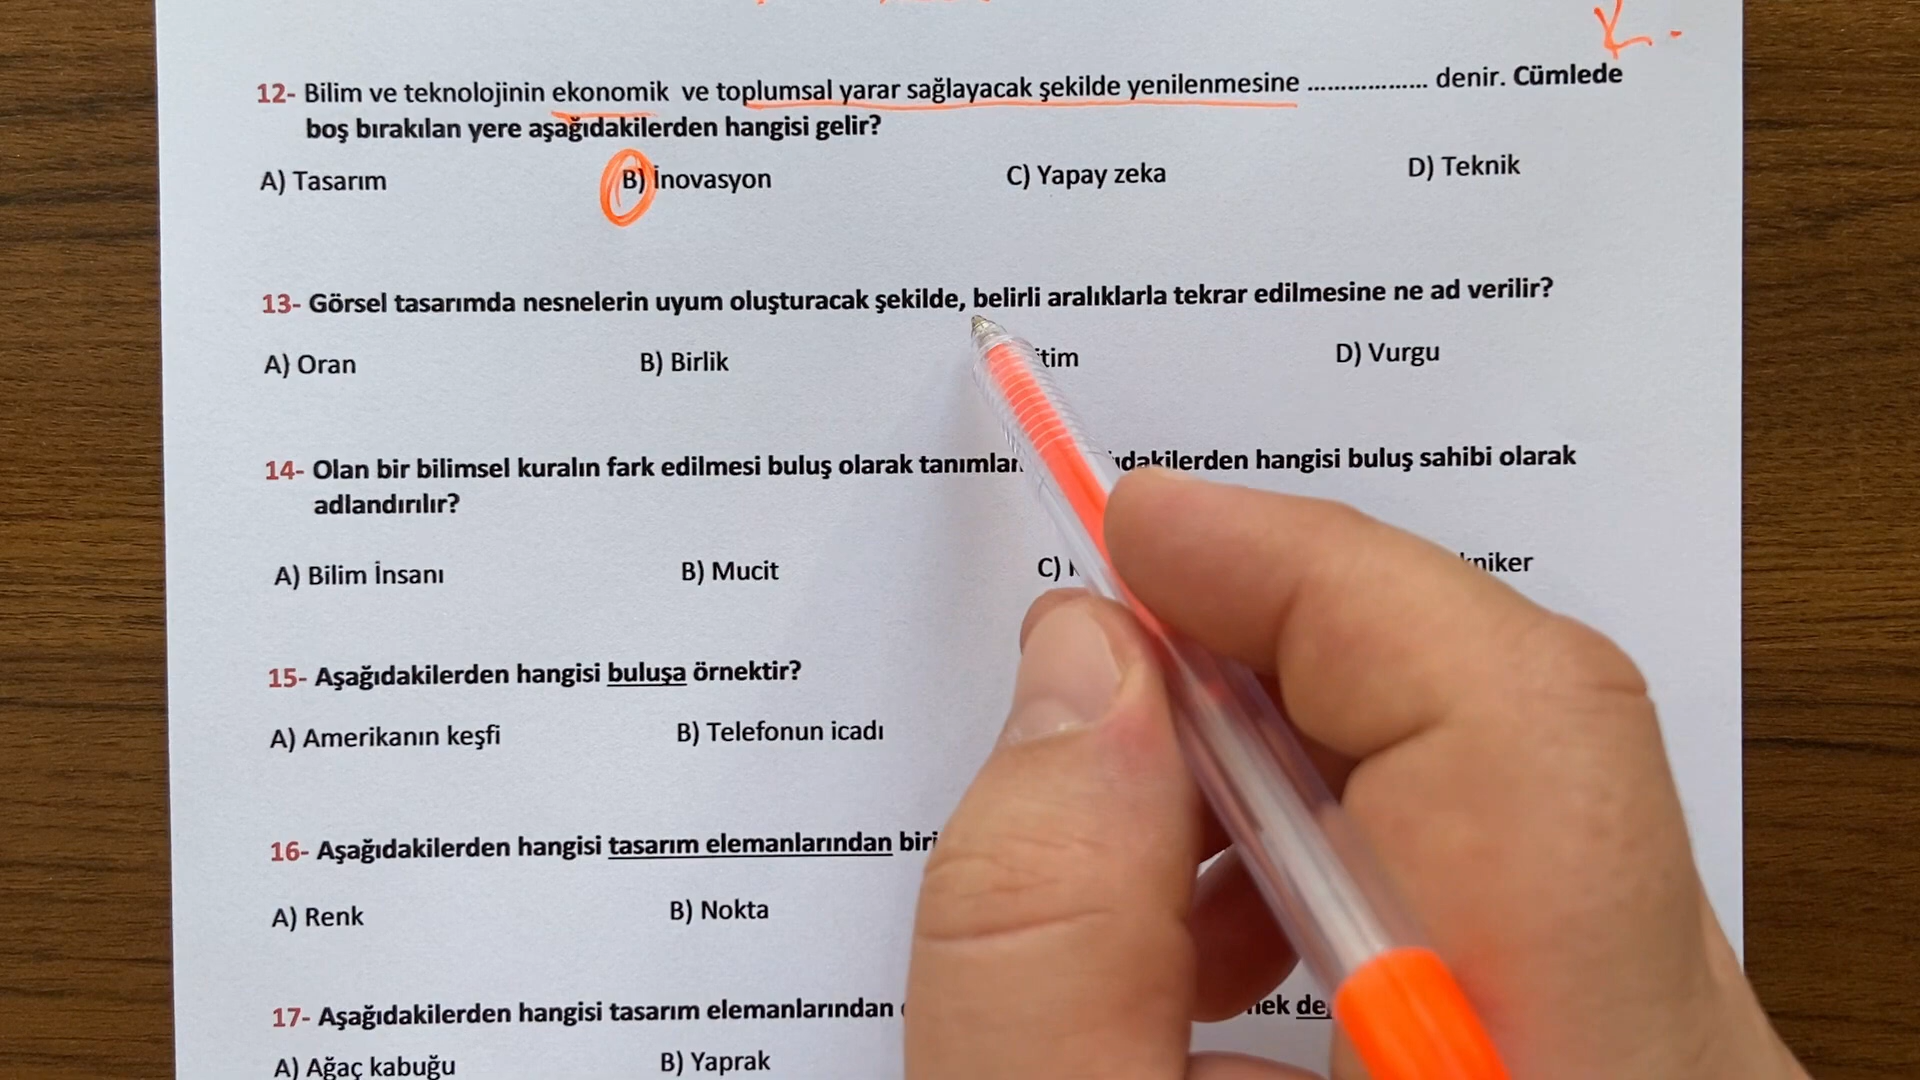 12- Bilim ve teknolojinin ekonomik ve toplumsal yarar sağlayacak şekilde yenilenmesine .................. denir. Cümlede
boş bırakılan yere aşağıdakilerden hangisi gelir?
A) Tasarım B) İnovasyon C) Yapay zeka D) Teknik
13- Görsel tasarımda nesnelerin uyum oluşturacak şekilde, belirli aralıklarla tekrar edilmesine ne ad verilir?
A) Oran B) Birlik D) Vurgu
14- Olan bir bilimsel kuralın fark edilmesi buluş olarak hangisi buluş sahibi olarak
adlandırılır?
A) Bilim İnsanı B) Mucit C)
15- Aşağıdakilerden hangisi buluşa örnektir?
A) Amerikanın keşfi B) Telefonun icadı
16- Aşağıdakilerden hangisi tasarım elemanlarından
A) Renk B) Nokta
17- Aşağıdakilerden hangisi tasarım elemanlarından
A) Ağaç kabuğu B) Yaprak